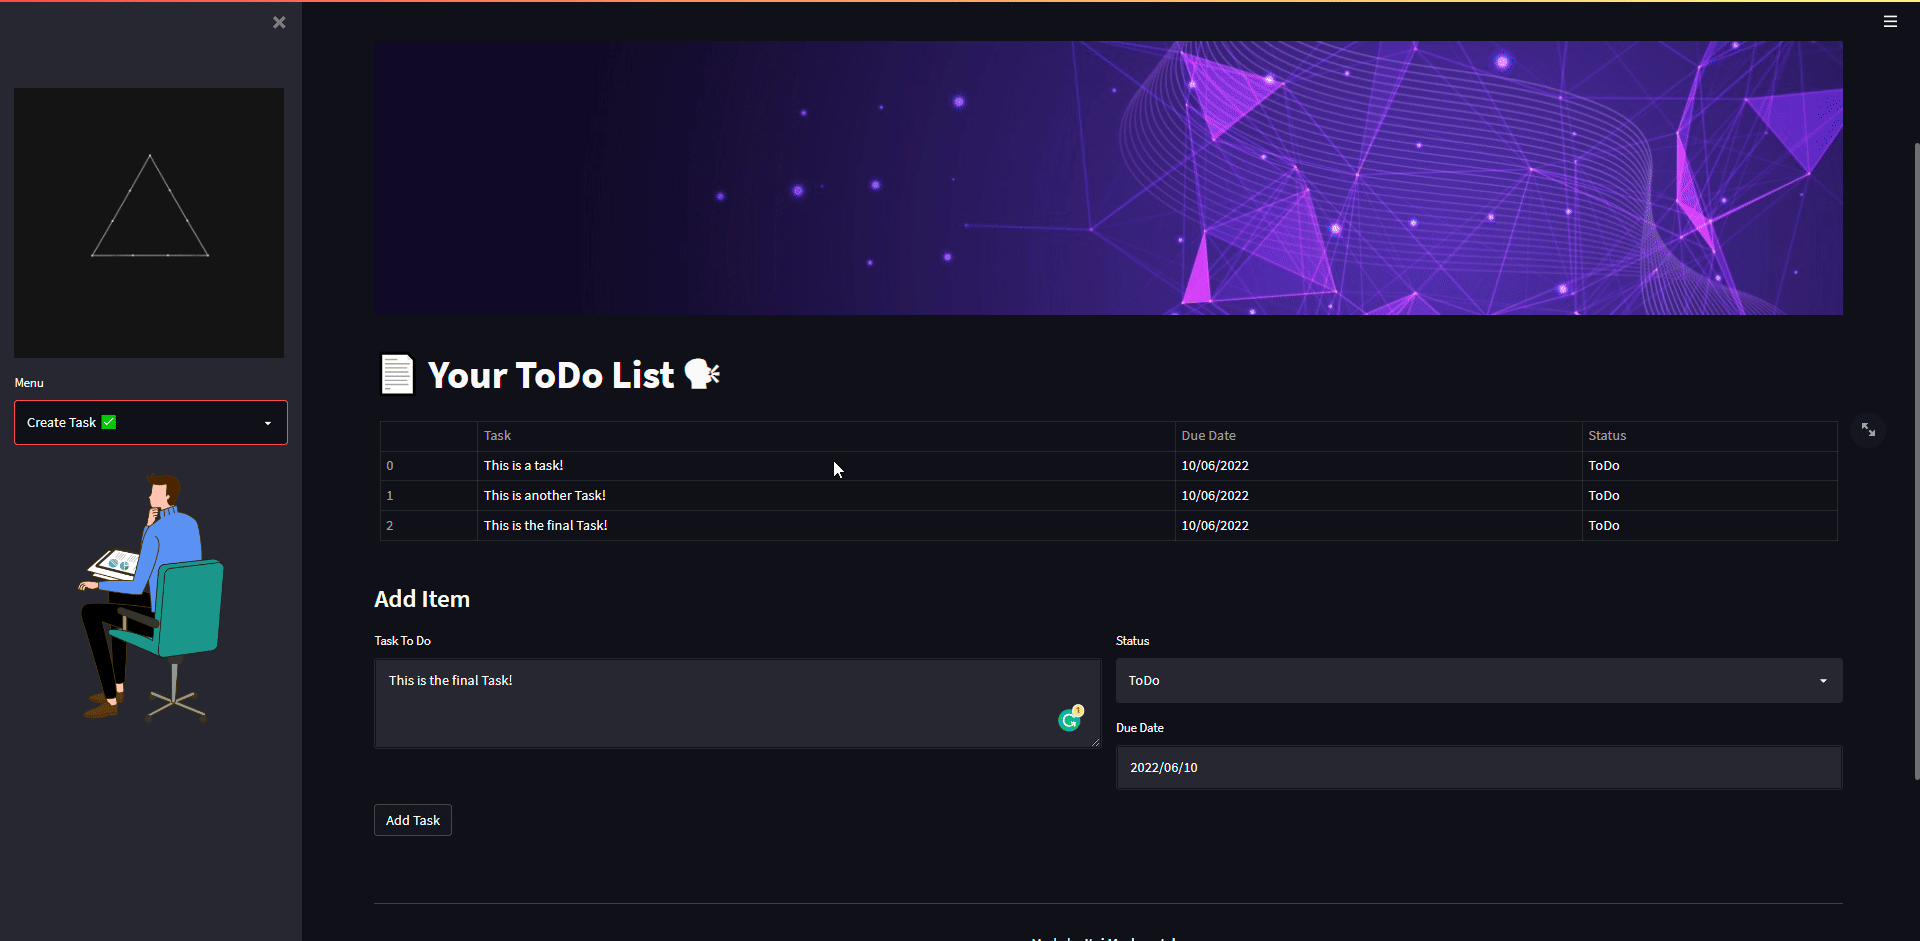 Menu
Create Task ✅
📄 Your ToDo List 🗣
Task Due Date Status
0 This is a task! 10/06/2022 ToDo
1 This is another Task! 10/06/2022 ToDo
2 This is the final Task! 10/06/2022 ToDo
Add Item
Task To Do
This is the final Task!
1
Status
ToDo
Due Date
2022/06/10
Add Task